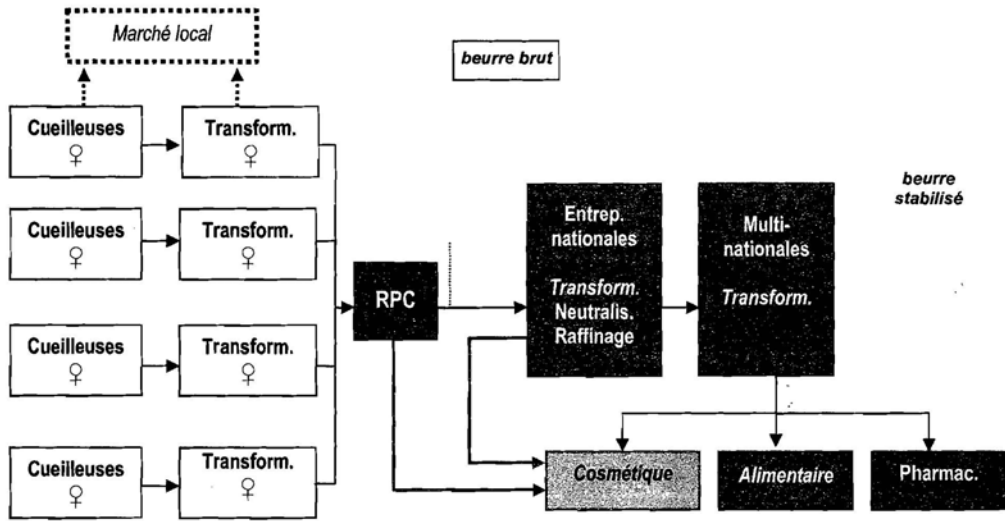 Marché local
beurre brut
Cueilleuses
♀
Transform.
♀
beurre
stabilisé
Cueilleuses
♀
Transform.
♀
Entrep.
nationales
Transform.
Neutralis.
Raffinage
Multi-
nationales
Transform.
RPC
Cueilleuses
♀
Transform.
♀
Cueilleuses
♀
Transform.
♀
Cosmétique
Alimentaire
Pharmac.